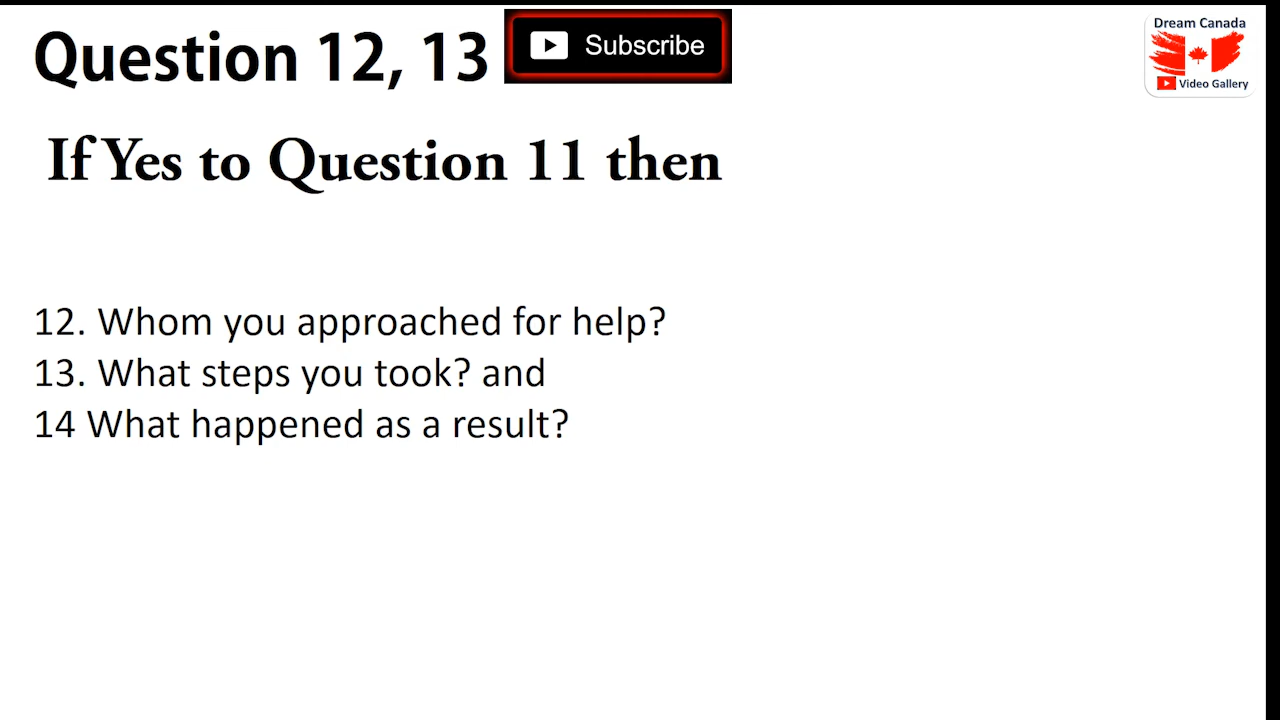 Question 12, 13
Subscribe
Dream Canada
Video Gallery
If Yes to Question 11 then
12. Whom you approached for help?
13. What steps you took? and
14 What happened as a result?